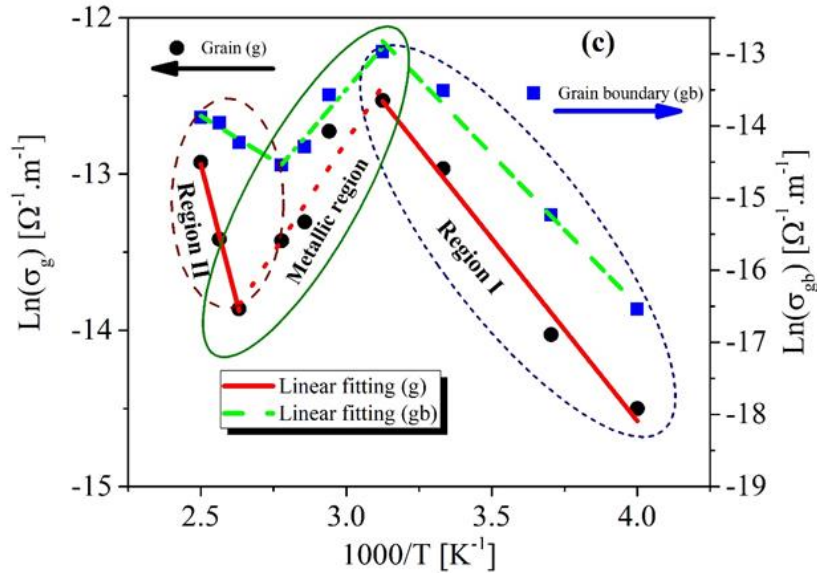 (c)
Grain (g)
Grain boundary (gb)
Region II
Metallic region
Region I
Linear fitting (g)
Linear fitting (gb)
Ln(σg) [Ω-1.m-1]
-12
-13
-14
-15
Ln(σgb) [Ω-1.m-1]
-13
-14
-15
-16
-17
-18
-19
2.5 3.0 3.5 4.0
1000/T [K-1]